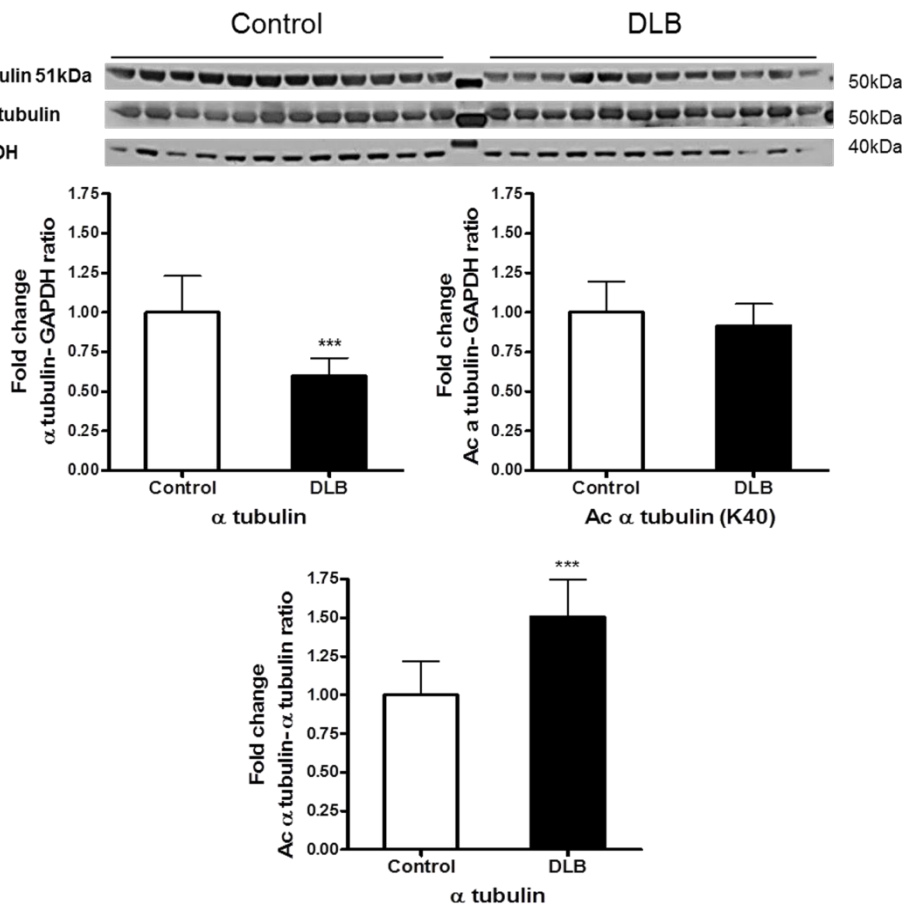 Control DLB
ulin 51kDa 50kDa
tubulin 50kDa
DH 40kDa
Fold change
α tubulin-GAPDH ratio
1.75
1.50
1.25
1.00
0.75
0.50
0.25
0.00
***
Control DLB
α tubulin
Fold change
Ac a tubulin-GAPDH ratio
1.75
1.50
1.25
1.00
0.75
0.50
0.25
0.00
Control DLB
Ac α tubulin (K40)
Fold change
Ac α tubulin-α tubulin ratio
1.75
1.50
1.25
1.00
0.75
0.50
0.25
0.00
***
Control DLB
α tubulin